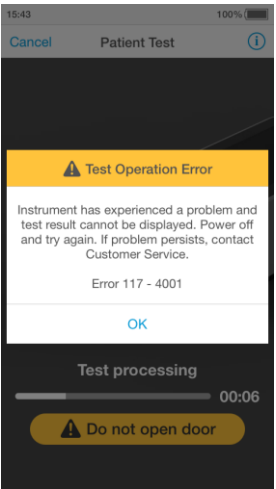 15:43 100%
Cancel Patient Test i
Test Operation Error
Instrument has experienced a problem and
test result cannot be displayed. Power off
and try again. If problem persists, contact
Customer Service.
Error 117 - 4001
OK
Test processing
00:06
Do not open door